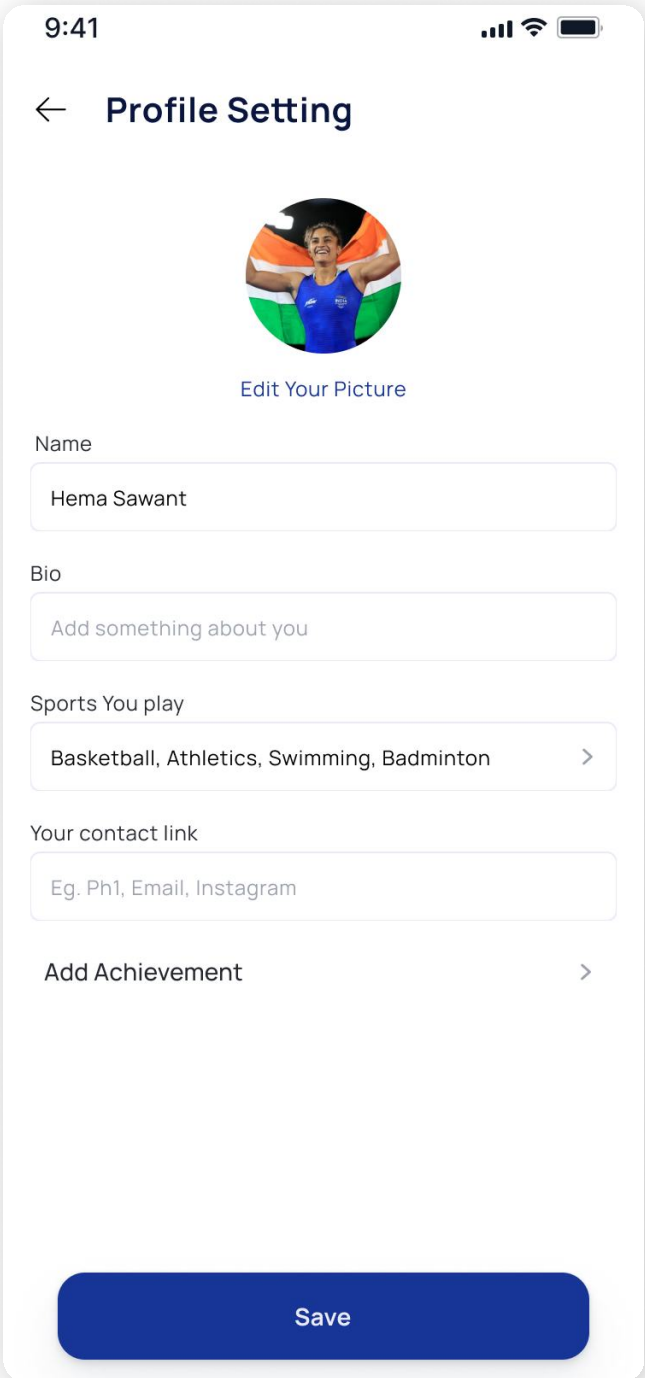 9:41
Profile Setting
Edit Your Picture
Name
Hema Sawant
Bio
Add something about you
Sports You play
Basketball, Athletics, Swimming, Badminton
Your contact link
Eg. Ph1, Email, Instagram
Add Achievement
Save